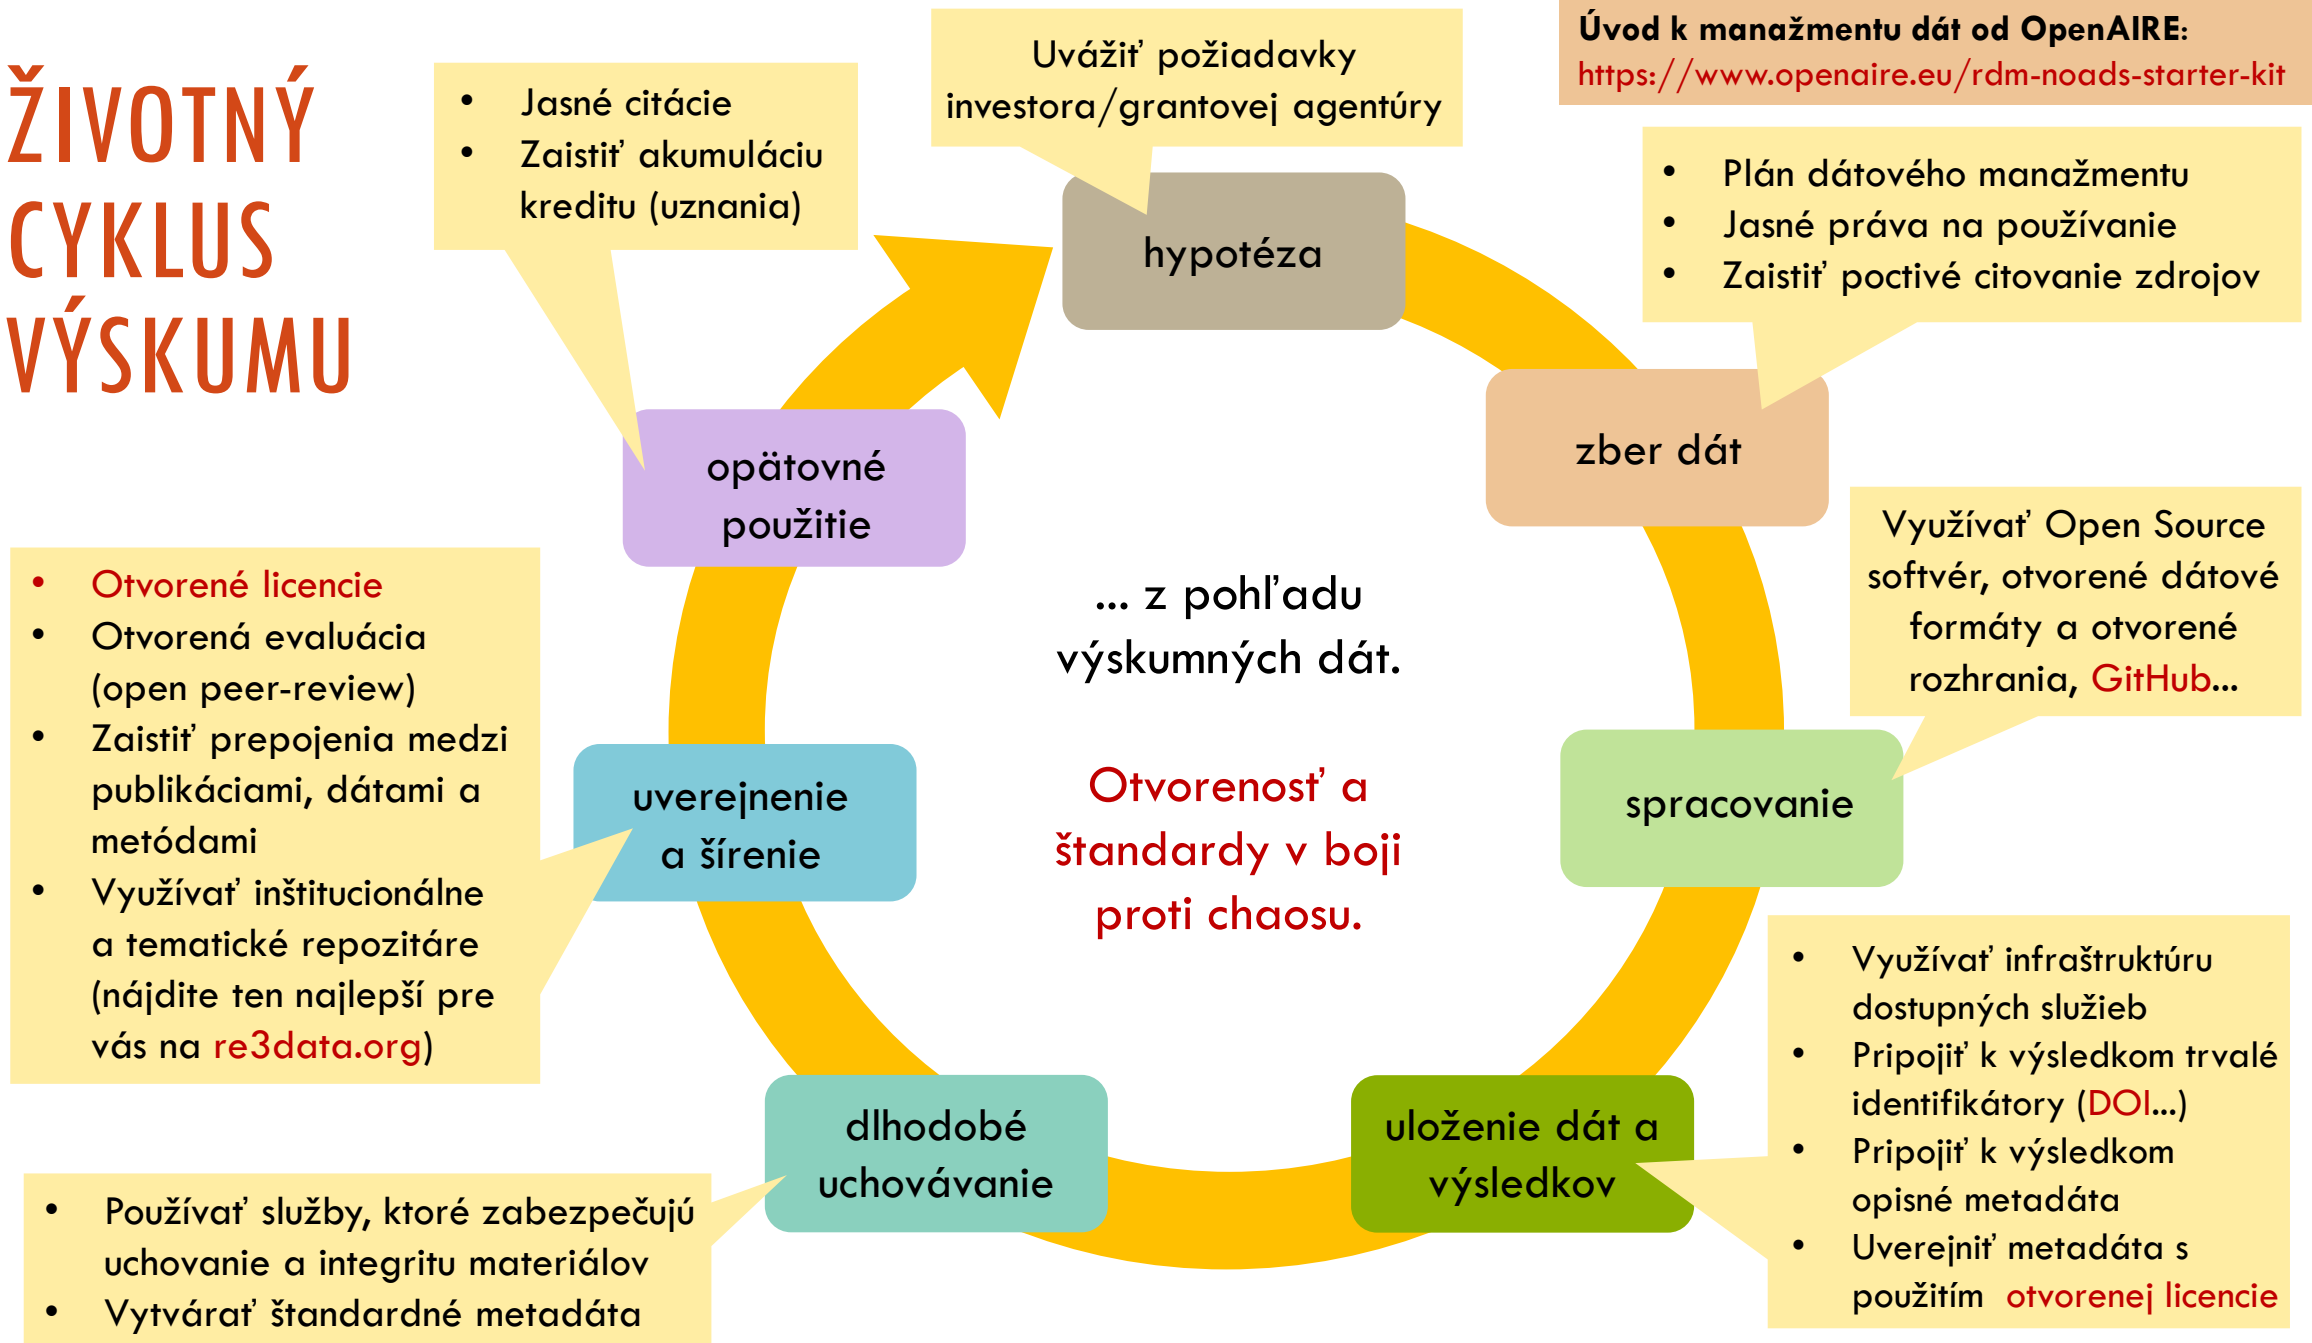 ŽIVOTNÝ
CYKLUS
VÝSKUMU
• Jasné citácie
• Zaistiť akumuláciu
kreditu (uznania)
Uvážiť požiadavky
investora/grantovej agentúry
Úvod k manažmentu dát od OpenAIRE:
https://www.openaire.eu/rdm-noads-starter-kit
• Plán dátového manažmentu
• Jasné práva na používanie
• Zaistiť poctivé citovanie zdrojov
hypotéza
zber dát
Využívať Open Source
softvér, otvorené dátové
formáty a otvorené
rozhrania, GitHub...
spracovanie
• Využívať infraštruktúru
dostupných služieb
• Pripojiť k výsledkom trvalé
identifikátory (DOI...)
• Pripojiť k výsledkom
opisné metadáta
• Uverejniť metadáta s
použitím otvorenej licencie
uloženie dát a
výsledkov
dlhodobé
uchovávanie
• Používať služby, ktoré zabezpečujú
uchovanie a integritu materiálov
• Vytvárať štandardné metadáta
uverejnenie
a šírenie
• Otvorené licencie
• Otvorená evaluácia
(open peer-review)
• Zaistiť prepojenia medzi
publikáciami, dátami a
metódami
• Využívať inštitucionálne
a tematické repozitáre
(nájdite ten najlepší pre
vás na re3data.org)
opätovné
použitie
... z pohľadu
výskumných dát.
Otvorenosť a
štandardy v boji
proti chaosu.